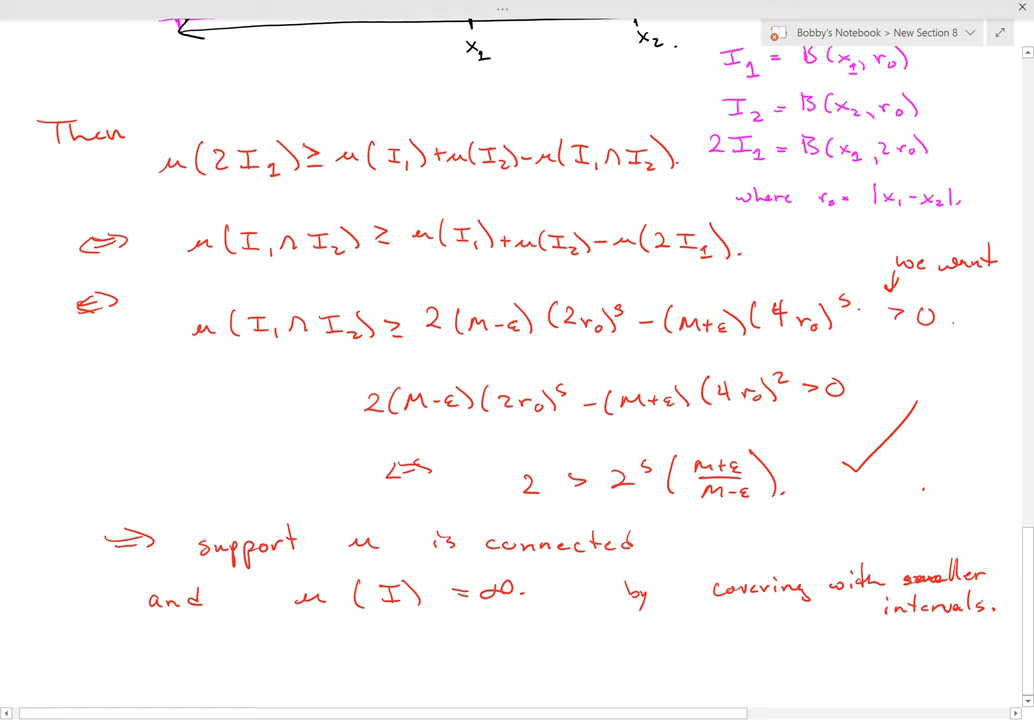 Bobby's Notebook > New Section 8
x₁
x₂.
I₁ = B(x₁, r₀)
I₂ = B(x₂, r₀)
2I₁ = B(x₁, 2r₀)
where r₀ = |x₁-x₂|.
Then
μ(2I₁) ≥ μ(I₁)+μ(I₂)-μ(I₁∩I₂).
⟺ μ(I₁∩I₂) ≥ μ(I₁)+μ(I₂)-μ(2I₁).
we want
⟺ μ(I₁∩I₂) ≥ 2(M-ε)(2r₀)ˢ - (M+ε)(4r₀)ˢ. > 0.
2(M-ε)(2r₀)ˢ - (M+ε)(4r₀)² > 0
⟺ 2 > 2ˢ((M+ε)/(M-ε)). ✓
⟹ support μ is connected
and μ(I) = ∞. by covering with smaller
intervals.